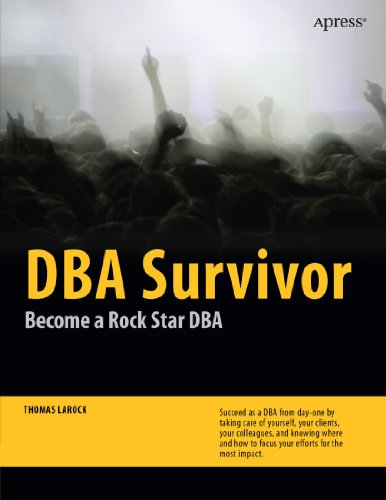 Apress®
DBA Survivor
Become a Rock Star DBA
THOMAS LAROCK
Succeed as a DBA from day-one by
taking care of yourself, your clients,
your colleagues, and knowing where
and how to focus your efforts for the
most impact.